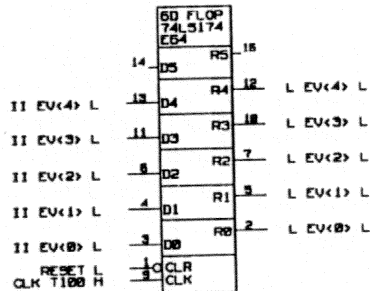 6D FLOP
74LS174
E64
14 D5 R5 15
II EV<4> L 13 D4 R4 12 L EV<4> L
II EV<3> L 11 D3 R3 10 L EV<3> L
II EV<2> L 6 D2 R2 7 L EV<2> L
II EV<1> L 4 D1 R1 5 L EV<1> L
II EV<0> L 3 D0 R0 2 L EV<0> L
RESET L 1 CLR
CLK T100 H 9 CLK